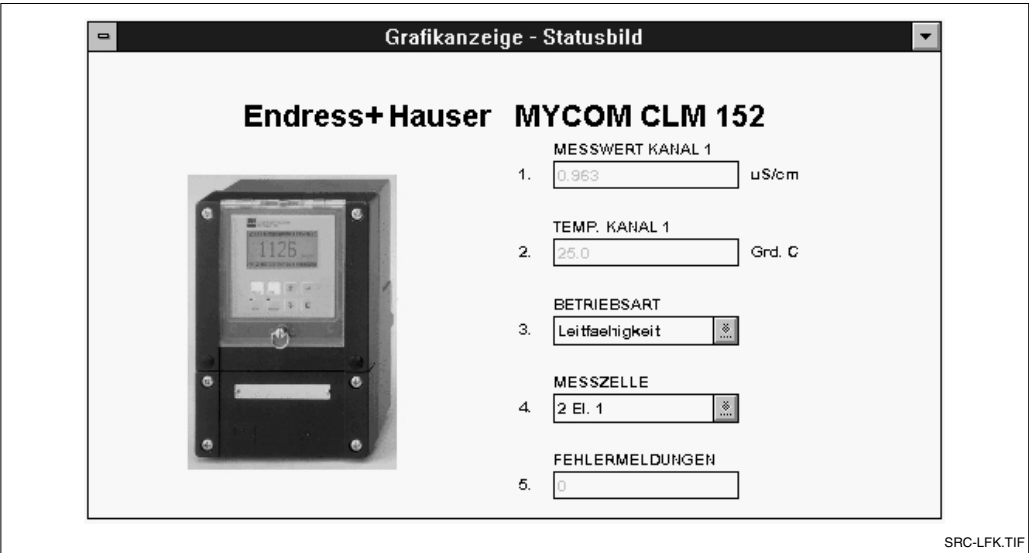 Grafikanzeige - Statusbild
Endress+Hauser MYCOM CLM 152
MESSWERT KANAL 1
1. 0.963 uS/cm
TEMP. KANAL 1
2. 25.0 Grd. C
BETRIEBSART
3. Leitfaehigkeit
MESSZELLE
4. 2 El. 1
FEHLERMELDUNGEN
5. 0
1126
SRC-LFK.TIF